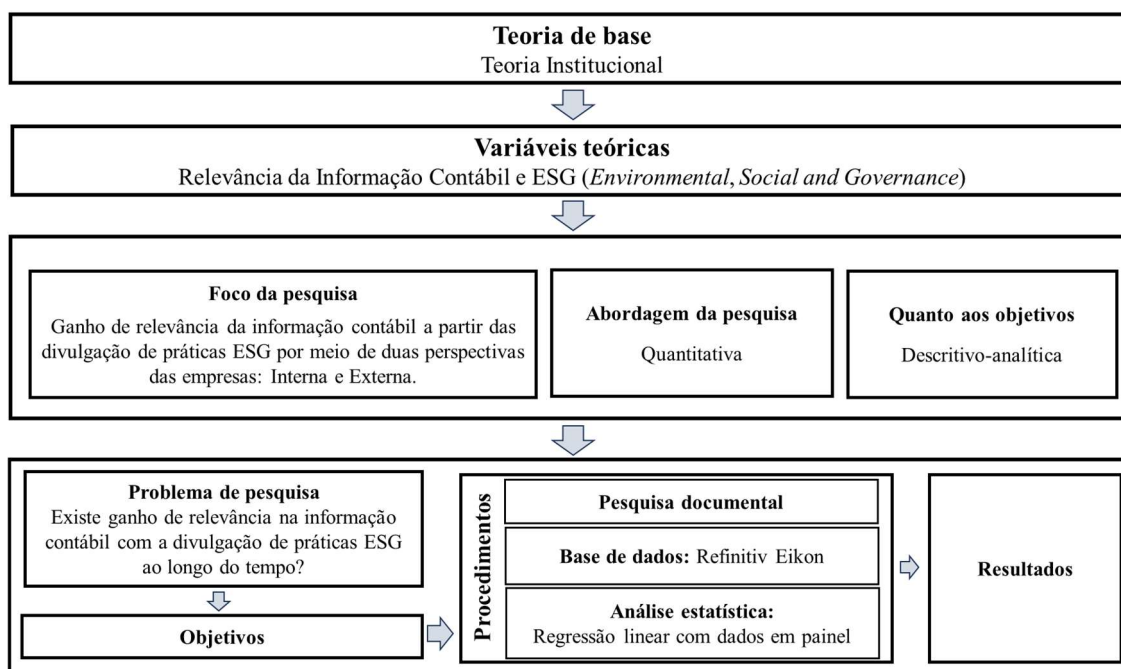 Teoria de base
Teoria Institucional
Variáveis teóricas
Relevância da Informação Contábil e ESG (Environmental, Social and Governance)
Foco da pesquisa
Ganho de relevância da informação contábil a partir das
divulgação de práticas ESG por meio de duas perspectivas
das empresas: Interna e Externa.
Abordagem da pesquisa
Quantitativa
Quanto aos objetivos
Descritivo-analítica
Problema de pesquisa
Existe ganho de relevância na informação
contábil com a divulgação de práticas ESG
ao longo do tempo?
Objetivos
Procedimentos
Pesquisa documental
Base de dados: Refinitiv Eikon
Análise estatística:
Regressão linear com dados em painel
Resultados